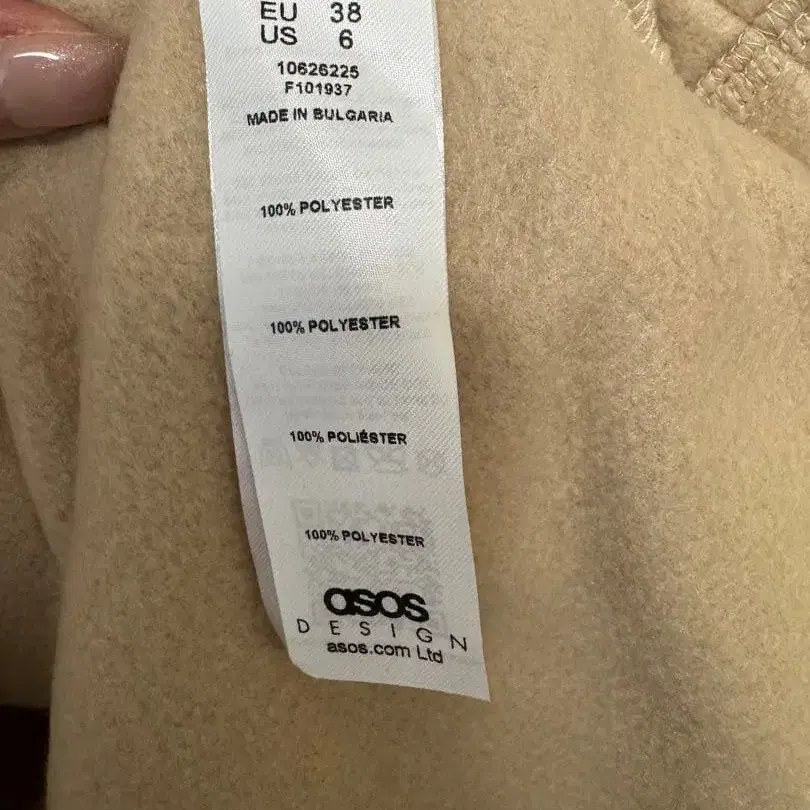 EU 38
US 6
10626225
F101937
MADE IN BULGARIA
100% POLYESTER
100% POLYESTER
100% POLIÉSTER
100% POLYESTER
asos
DESIGN
asos.com Ltd